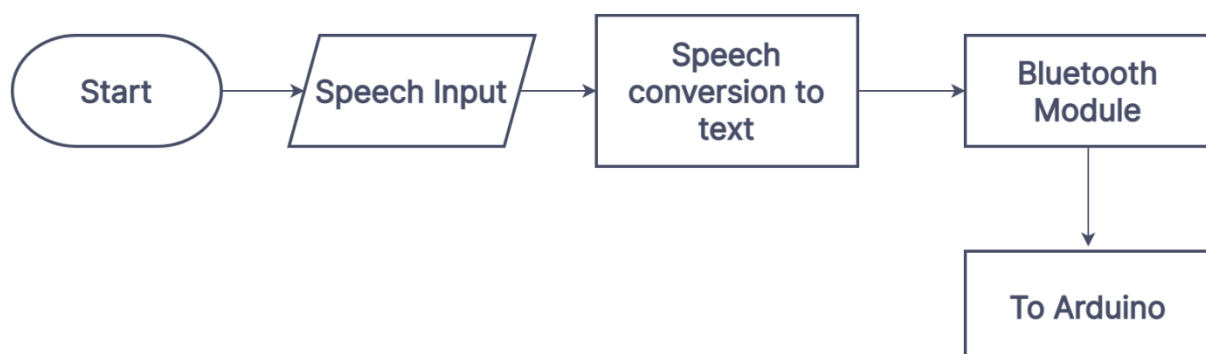 Start
Speech Input
Speech
conversion to
text
Bluetooth
Module
To Arduino